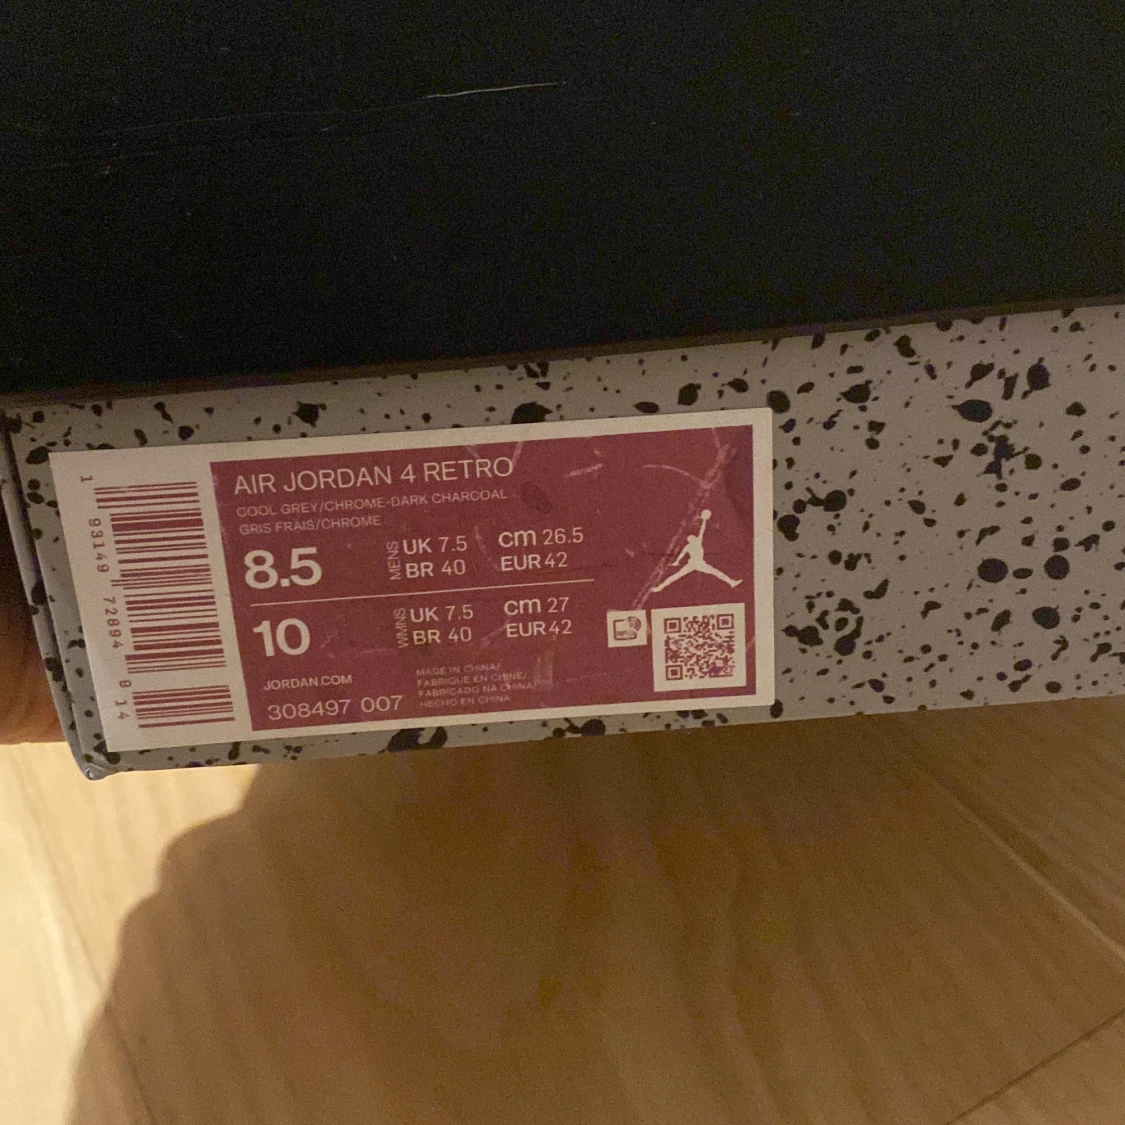 AIR JORDAN 4 RETRO
COOL GREY/CHROME-DARK CHARCOAL
GRIS FRAIS/CHROME
8.5 MENS UK 7.5 cm 26.5
BR 40 EUR 42
10 WMNS UK 7.5 cm 27
BR 40 EUR 42
JORDAN.COM
308497 007
MADE IN CHINA/
FABRIQUE EN CHINE/
FABRICADO NA CHINA/
HECHO EN CHINA
1 93149 72894 9 14